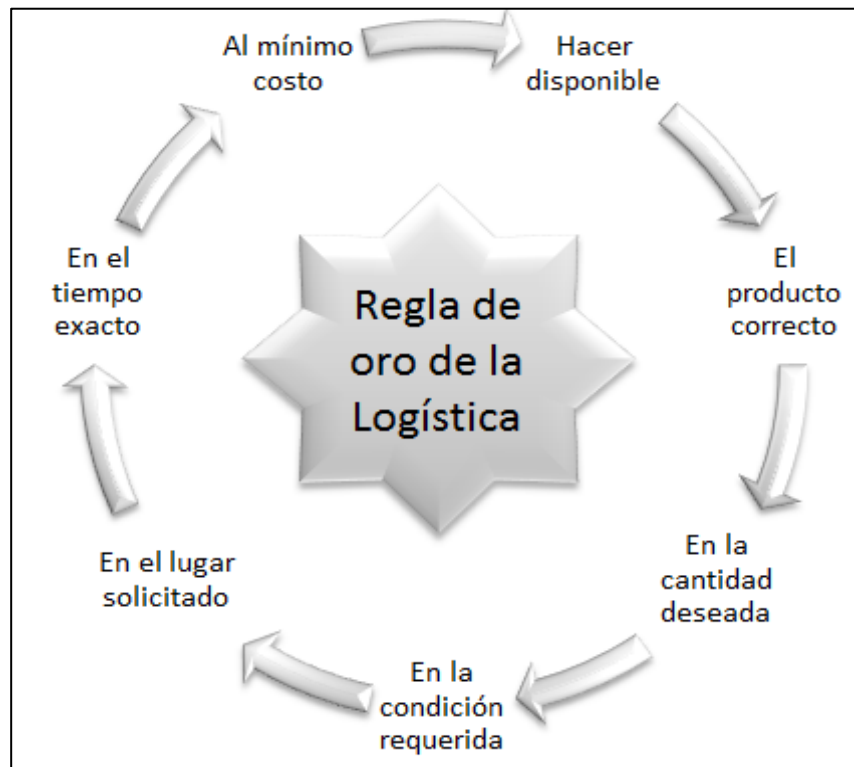 Al mínimo
costo
Hacer
disponible
El
producto
correcto
En la
cantidad
deseada
En la
condición
requerida
En el lugar
solicitado
En el
tiempo
exacto
Regla de
oro de la
Logística